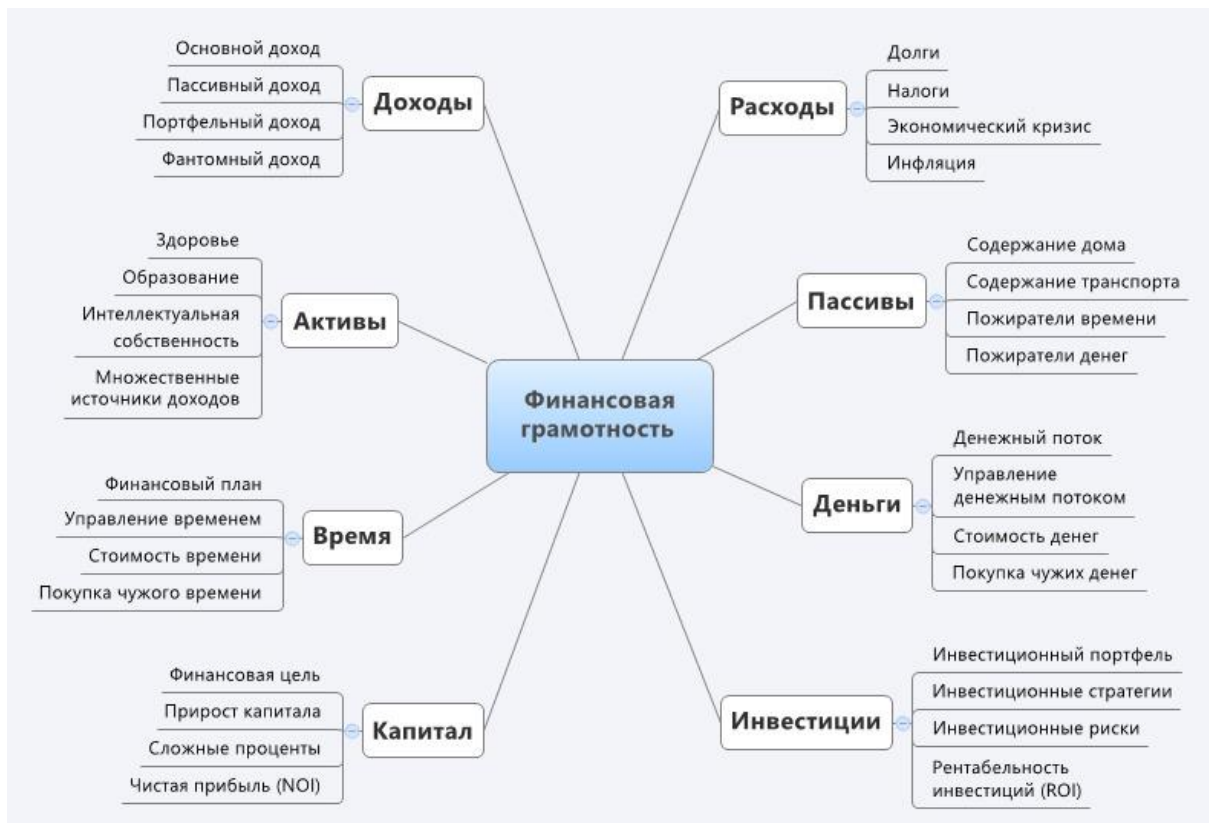 Финансовая
грамотность
Доходы
Основной доход
Пассивный доход
Портфельный доход
Фантомный доход
Активы
Здоровье
Образование
Интеллектуальная
собственность
Множественные
источники доходов
Время
Финансовый план
Управление временем
Стоимость времени
Покупка чужого времени
Капитал
Финансовая цель
Прирост капитала
Сложные проценты
Чистая прибыль (NOI)
Расходы
Долги
Налоги
Экономический кризис
Инфляция
Пассивы
Содержание дома
Содержание транспорта
Пожиратели времени
Пожиратели денег
Деньги
Денежный поток
Управление
денежным потоком
Стоимость денег
Покупка чужих денег
Инвестиции
Инвестиционный портфель
Инвестиционные стратегии
Инвестиционные риски
Рентабельность
инвестиций (ROI)